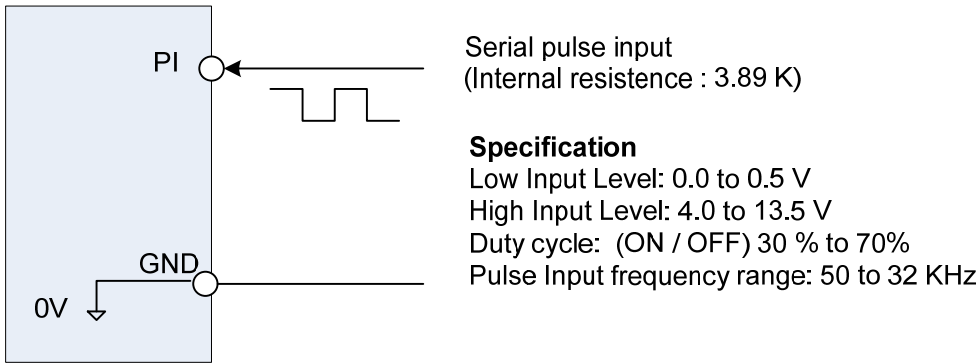 PI
Serial pulse input
(Internal resistence : 3.89 K)
Specification
Low Input Level: 0.0 to 0.5 V
High Input Level: 4.0 to 13.5 V
Duty cycle: (ON / OFF) 30 % to 70%
Pulse Input frequency range: 50 to 32 KHz
GND
0V